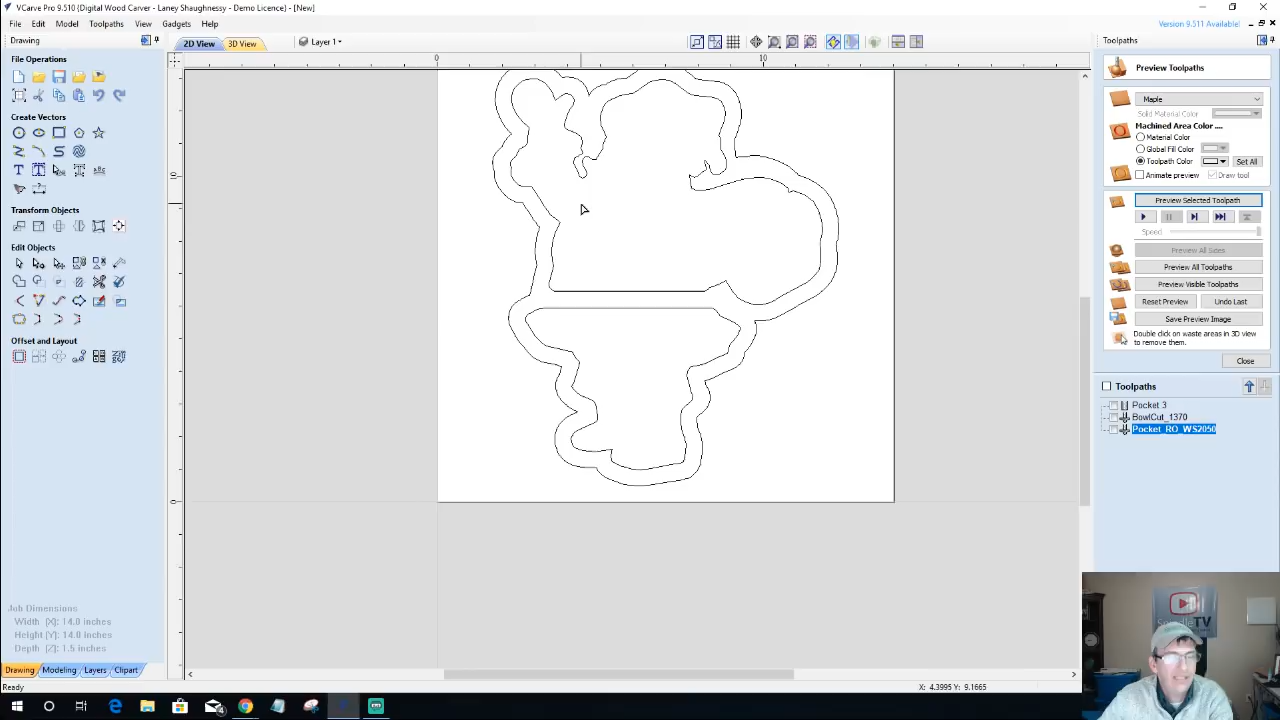 VCarve Pro 9.510 {Digital Wood Carver - Laney Shaughnessy - Demo Licence} - [New]
File Edit Model Toolpaths View Gadgets Help
Version 9.511 Available!
Drawing
2D View
3D View
Layer 1
Toolpaths
File Operations
Create Vectors
Transform Objects
Edit Objects
Offset and Layout
0
10
Preview Toolpaths
Maple
Solid Material Color
Machined Area Color ....
Material Color
Global Fill Color
Toolpath Color
Set All
Animate preview
Draw tool
Preview Selected Toolpath
Speed:
Preview All Sides
Preview All Toolpaths
Preview Visible Toolpaths
Reset Preview
Undo Last
Save Preview Image
Double click on waste areas in 3D view
to remove them.
Close
Toolpaths
Pocket 3
BowlCut_1370
Pocket_RO_WS2050
Job Dimensions
Width (X): 14.0 inches
Height (Y): 14.0 inches
Depth (Z): 1.5 inches
Drawing
Modeling
Layers
Clipart
Ready
X: 4.3995 Y: 9.1665